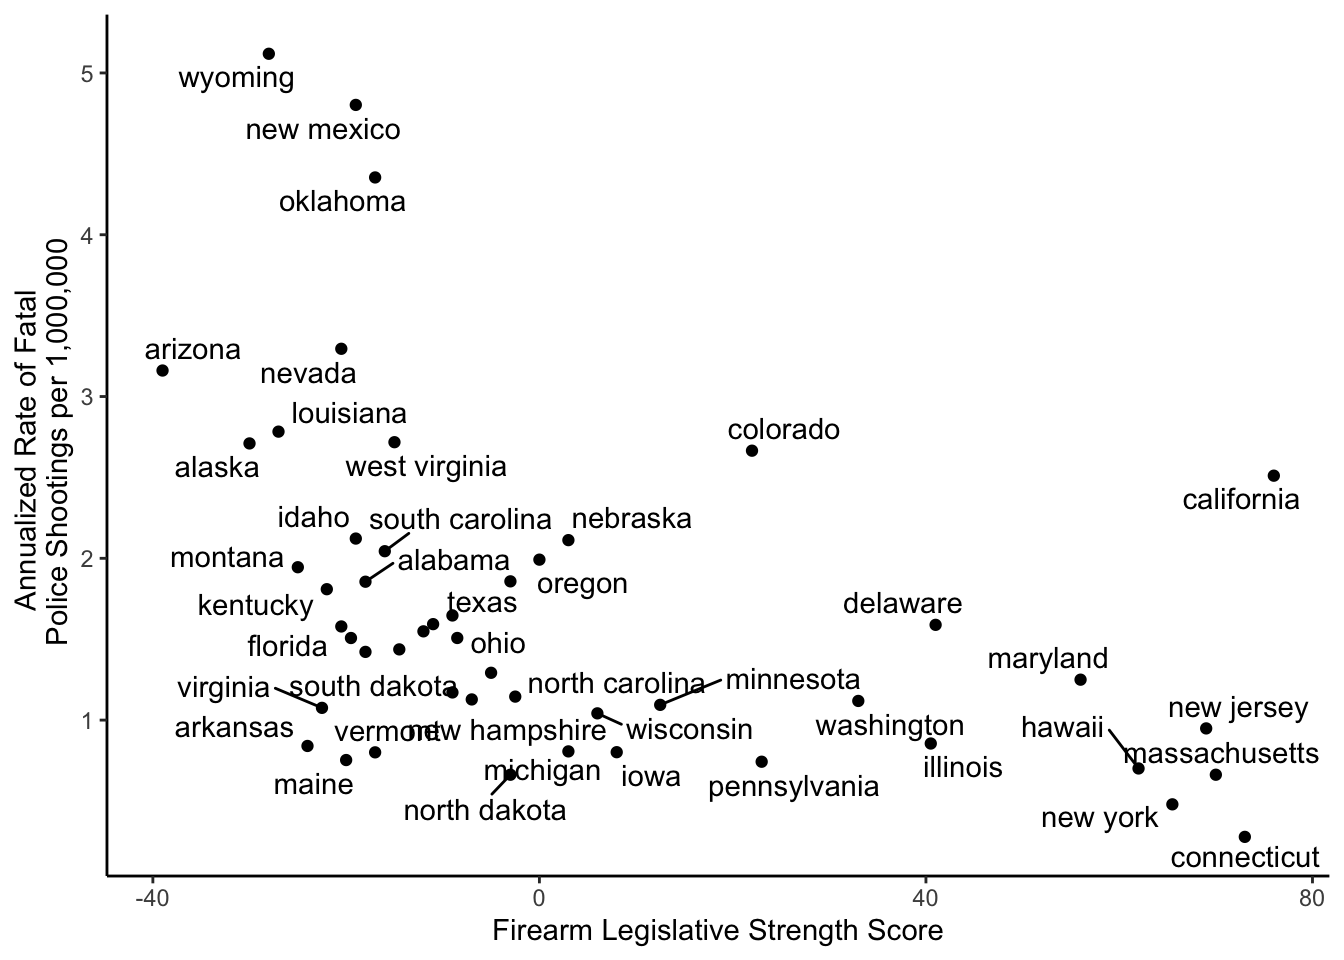 5
wyoming
new mexico
oklahoma
4
Annualized Rate of Fatal
Police Shootings per 1,000,000
arizona
nevada
3
louisiana
colorado
alaska
west virginia
california
idaho
south carolina
nebraska
2
montana
alabama
oregon
kentucky
texas
delaware
florida
ohio
maryland
virginia
south dakota
north carolina
minnesota
new jersey
1
arkansas
vermont
new hampshire
wisconsin
washington
hawaii
massachusetts
maine
michigan
iowa
illinois
pennsylvania
north dakota
new york
connecticut
-40
0
40
80
Firearm Legislative Strength Score